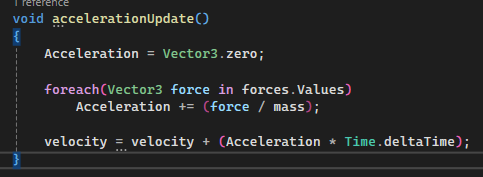 1 reference
void accelerationUpdate()
{
Acceleration = Vector3.zero;
foreach(Vector3 force in forces.Values)
Acceleration += (force / mass);
velocity = velocity + (Acceleration * Time.deltaTime);
}